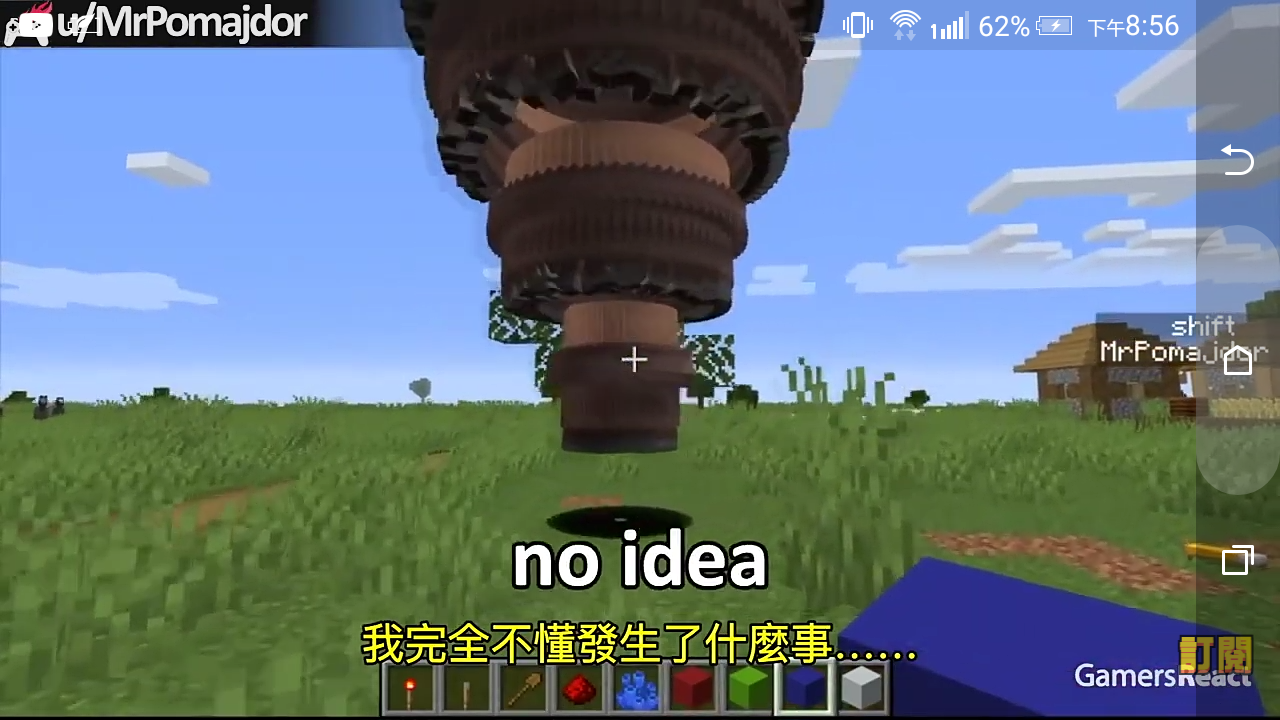 u/MrPomajdor
62%
下午8:56
shift
MrPomajdor
no idea
我完全不懂發生了什麼事......
訂閱
GamersReact